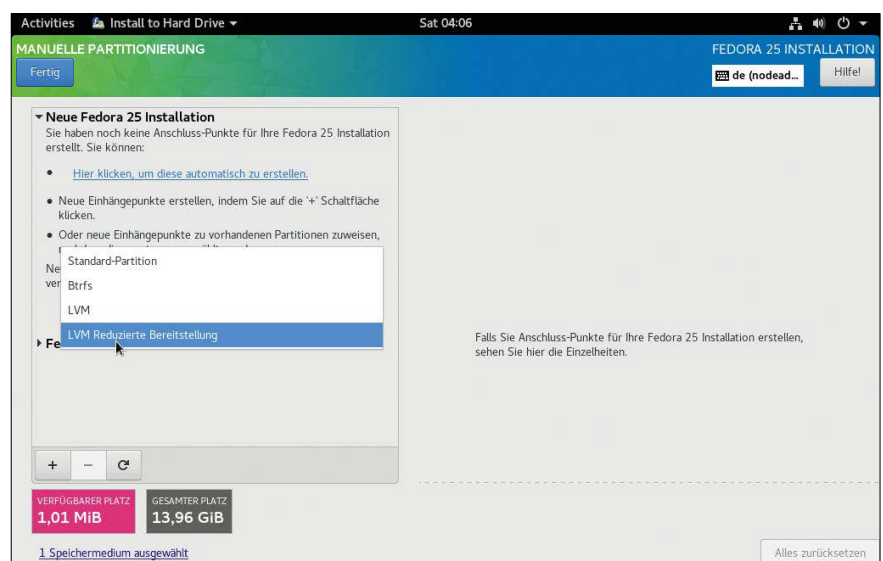 Activities Install to Hard Drive Sat 04:06
MANUELLE PARTITIONIERUNG
Fertig
FEDORA 25 INSTALLATION
de (nodead...
Hilfe!
Neue Fedora 25 Installation
Sie haben noch keine Anschluss-Punkte für Ihre Fedora 25 Installation
erstellt. Sie können:
• Hier klicken, um diese automatisch zu erstellen.
• Neue Einhängepunkte erstellen, indem Sie auf die '+' Schaltfläche
klicken.
• Oder neue Einhängepunkte zu vorhandenen Partitionen zuweisen,
Ne
ver
Standard-Partition
Btrfs
LVM
LVM Reduzierte Bereitstellung
Fe
Falls Sie Anschluss-Punkte für Ihre Fedora 25 Installation erstellen,
sehen Sie hier die Einzelheiten.
+ −
VERFÜGBARER PLATZ
1,01 MiB
GESAMTER PLATZ
13,96 GiB
1 Speichermedium ausgewählt
Alles zurücksetzen